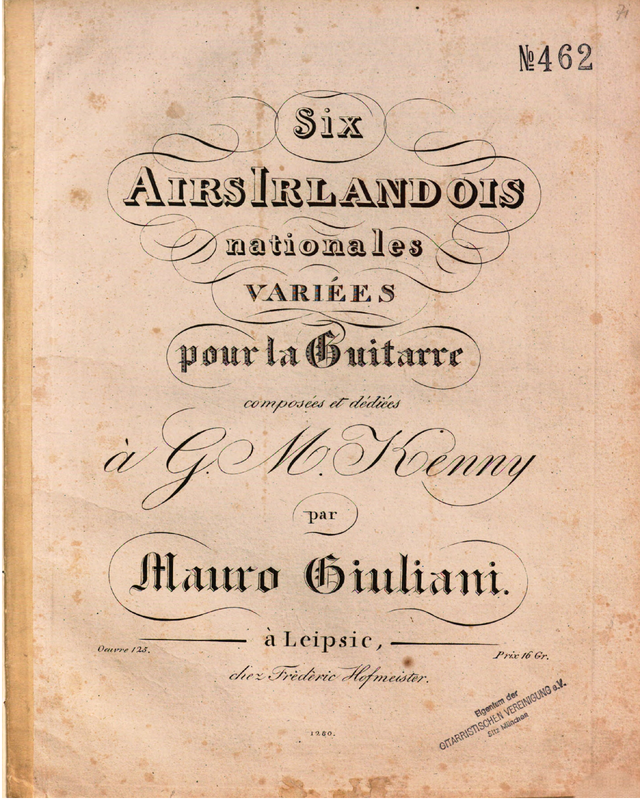 №462
Six
AIRS IRLANDOIS
nationales
VARIÉES
pour la Guitarre
composées et dédiées
à G. M. Kenny
par
Mauro Giuliani.
à Leipsic,
Oeuvre 125.
Prix 16 Gr.
chez Frédéric Hofmeister.
Eigentum der
GITARRISTISCHEN VEREINIGUNG e.V.
Sitz München
1280.